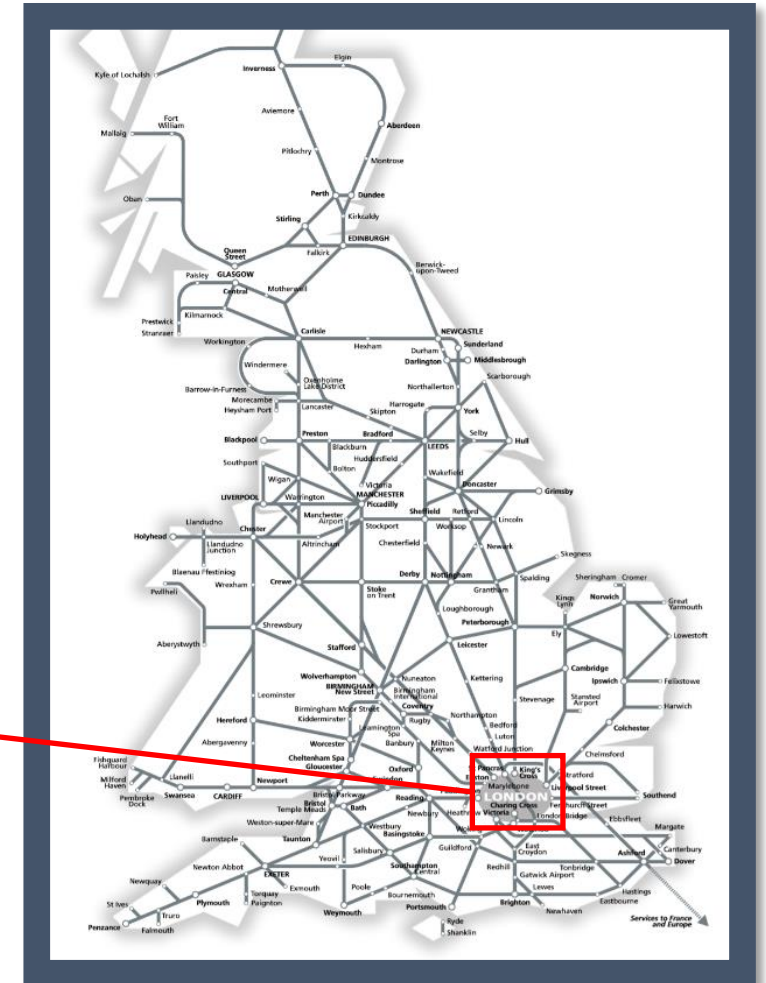 Kyle of Lochalsh
Inverness
Elgin
Aviemore
Aberdeen
Fort
William
Mallaig
Pitlochry
Montrose
Perth
Dundee
Oban
Stirling
Kirkcaldy
EDINBURGH
Queen
Street
Falkirk
GLASGOW
Central
Paisley
Motherwell
Berwick-
upon-Tweed
Prestwick
Kilmarnock
Stranraer
Carlisle
NEWCASTLE
Workington
Hexham
Sunderland
Durham
Darlington
Middlesbrough
Windermere
Scarborough
Oxenholme
Lake District
Northallerton
Barrow-in-Furness
Morecambe
Heysham Port
Lancaster
Harrogate
York
Skipton
Blackpool
Preston
Blackburn
Bradford
LEEDS
Selby
Hull
Huddersfield
Southport
Bolton
Wakefield
Wigan
Victoria
MANCHESTER
Piccadilly
Doncaster
LIVERPOOL
Warrington
Grimsby
Manchester
Airport
Stockport
Sheffield
Retford
Lincoln
Worksop
Llandudno
Holyhead
Chester
Llandudno
Junction
Altrincham
Chesterfield
Newark
Skegness
Blaenau Ffestiniog
Pwllheli
Wrexham
Crewe
Stoke
on Trent
Derby
Nottingham
Grantham
Spalding
Sheringham
Cromer
Kings
Lynn
Norwich
Great
Yarmouth
Loughborough
Peterborough
Ely
Lowestoft
Aberystwyth
Shrewsbury
Stafford
Leicester
Cambridge
Wolverhampton
BIRMINGHAM
New Street
Nuneaton
Birmingham
International
Kettering
Ipswich
Felixstowe
Leominster
Birmingham Moor Street
Coventry
Stevenage
Stansted
Airport
Harwich
Kidderminster
Rugby
Northampton
Hereford
Leamington
Spa
Bedford
Colchester
Worcester
Banbury
Milton
Keynes
Luton
Abergavenny
Watford Junction
Chelmsford
Cheltenham Spa
Gloucester
Oxford
Pancras
Euston
King's
Cross
Stratford
Fishguard
Harbour
Milford
Haven
Llanelli
Newport
Swindon
Marylebone
Liverpool Street
LONDON
Southend
Pembroke
Dock
Swansea
CARDIFF
Bristol Parkway
Bristol
Temple Meads
Bath
Reading
Charing Cross
Fenchurch Street
Heathrow
Victoria
London Bridge
Ebbsfleet
Weston-super-Mare
Newbury
Margate
Westbury
Basingstoke
Canterbury
Barnstaple
Taunton
Guildford
East
Croydon
Ashford
Dover
Salisbury
Redhill
Tonbridge
Yeovil
Southampton
Central
Gatwick Airport
Newton Abbot
EXETER
Newquay
Exmouth
Poole
Lewes
Hastings
Torquay
Paignton
Bournemouth
Eastbourne
St Ives
Plymouth
Weymouth
Portsmouth
Brighton
Newhaven
Truro
Ryde
Services to France
and Europe
Penzance
Falmouth
Shanklin